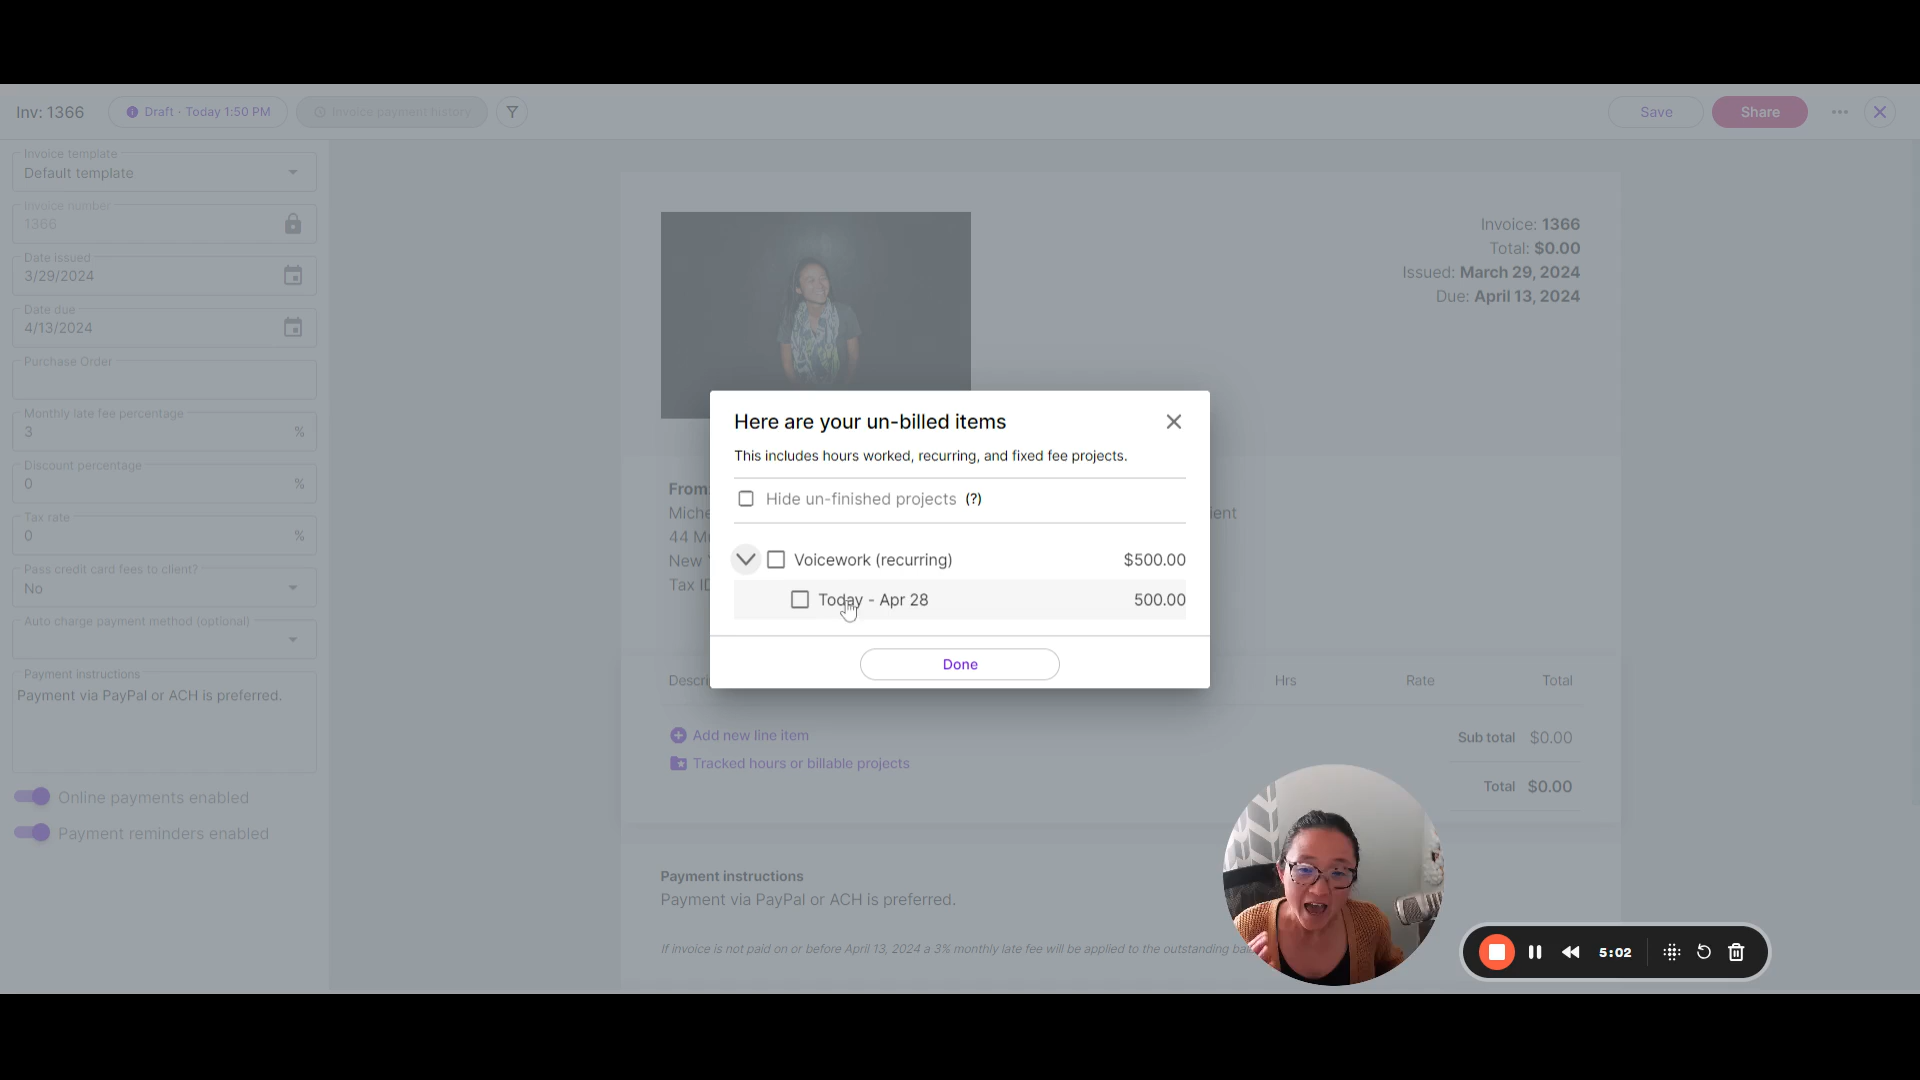 Inv: 1366
Draft - Today 1:50 PM
Invoice payment history
Save
Share
Invoice template
Default template
Invoice number
1366
Date issued
3/29/2024
Date due
4/13/2024
Purchase Order
Monthly late fee percentage
3 %
Discount percentage
0 %
Tax rate
0 %
Pass credit card fees to client?
No
Auto charge payment method (optional)
Payment instructions
Payment via PayPal or ACH is preferred.
Online payments enabled
Payment reminders enabled
Invoice: 1366
Total: $0.00
Issued: March 29, 2024
Due: April 13, 2024
From:
Miche
44 M
New
Tax ID
ient
Here are your un-billed items
This includes hours worked, recurring, and fixed fee projects.
Hide un-finished projects (?)
Voicework (recurring) $500.00
Today - Apr 28 500.00
Done
Descri Hrs Rate Total
Add new line item
Tracked hours or billable projects
Sub total $0.00
Total $0.00
Payment instructions
Payment via PayPal or ACH is preferred.
If invoice is not paid on or before April 13, 2024 a 3% monthly late fee will be applied to the outstanding
5:02